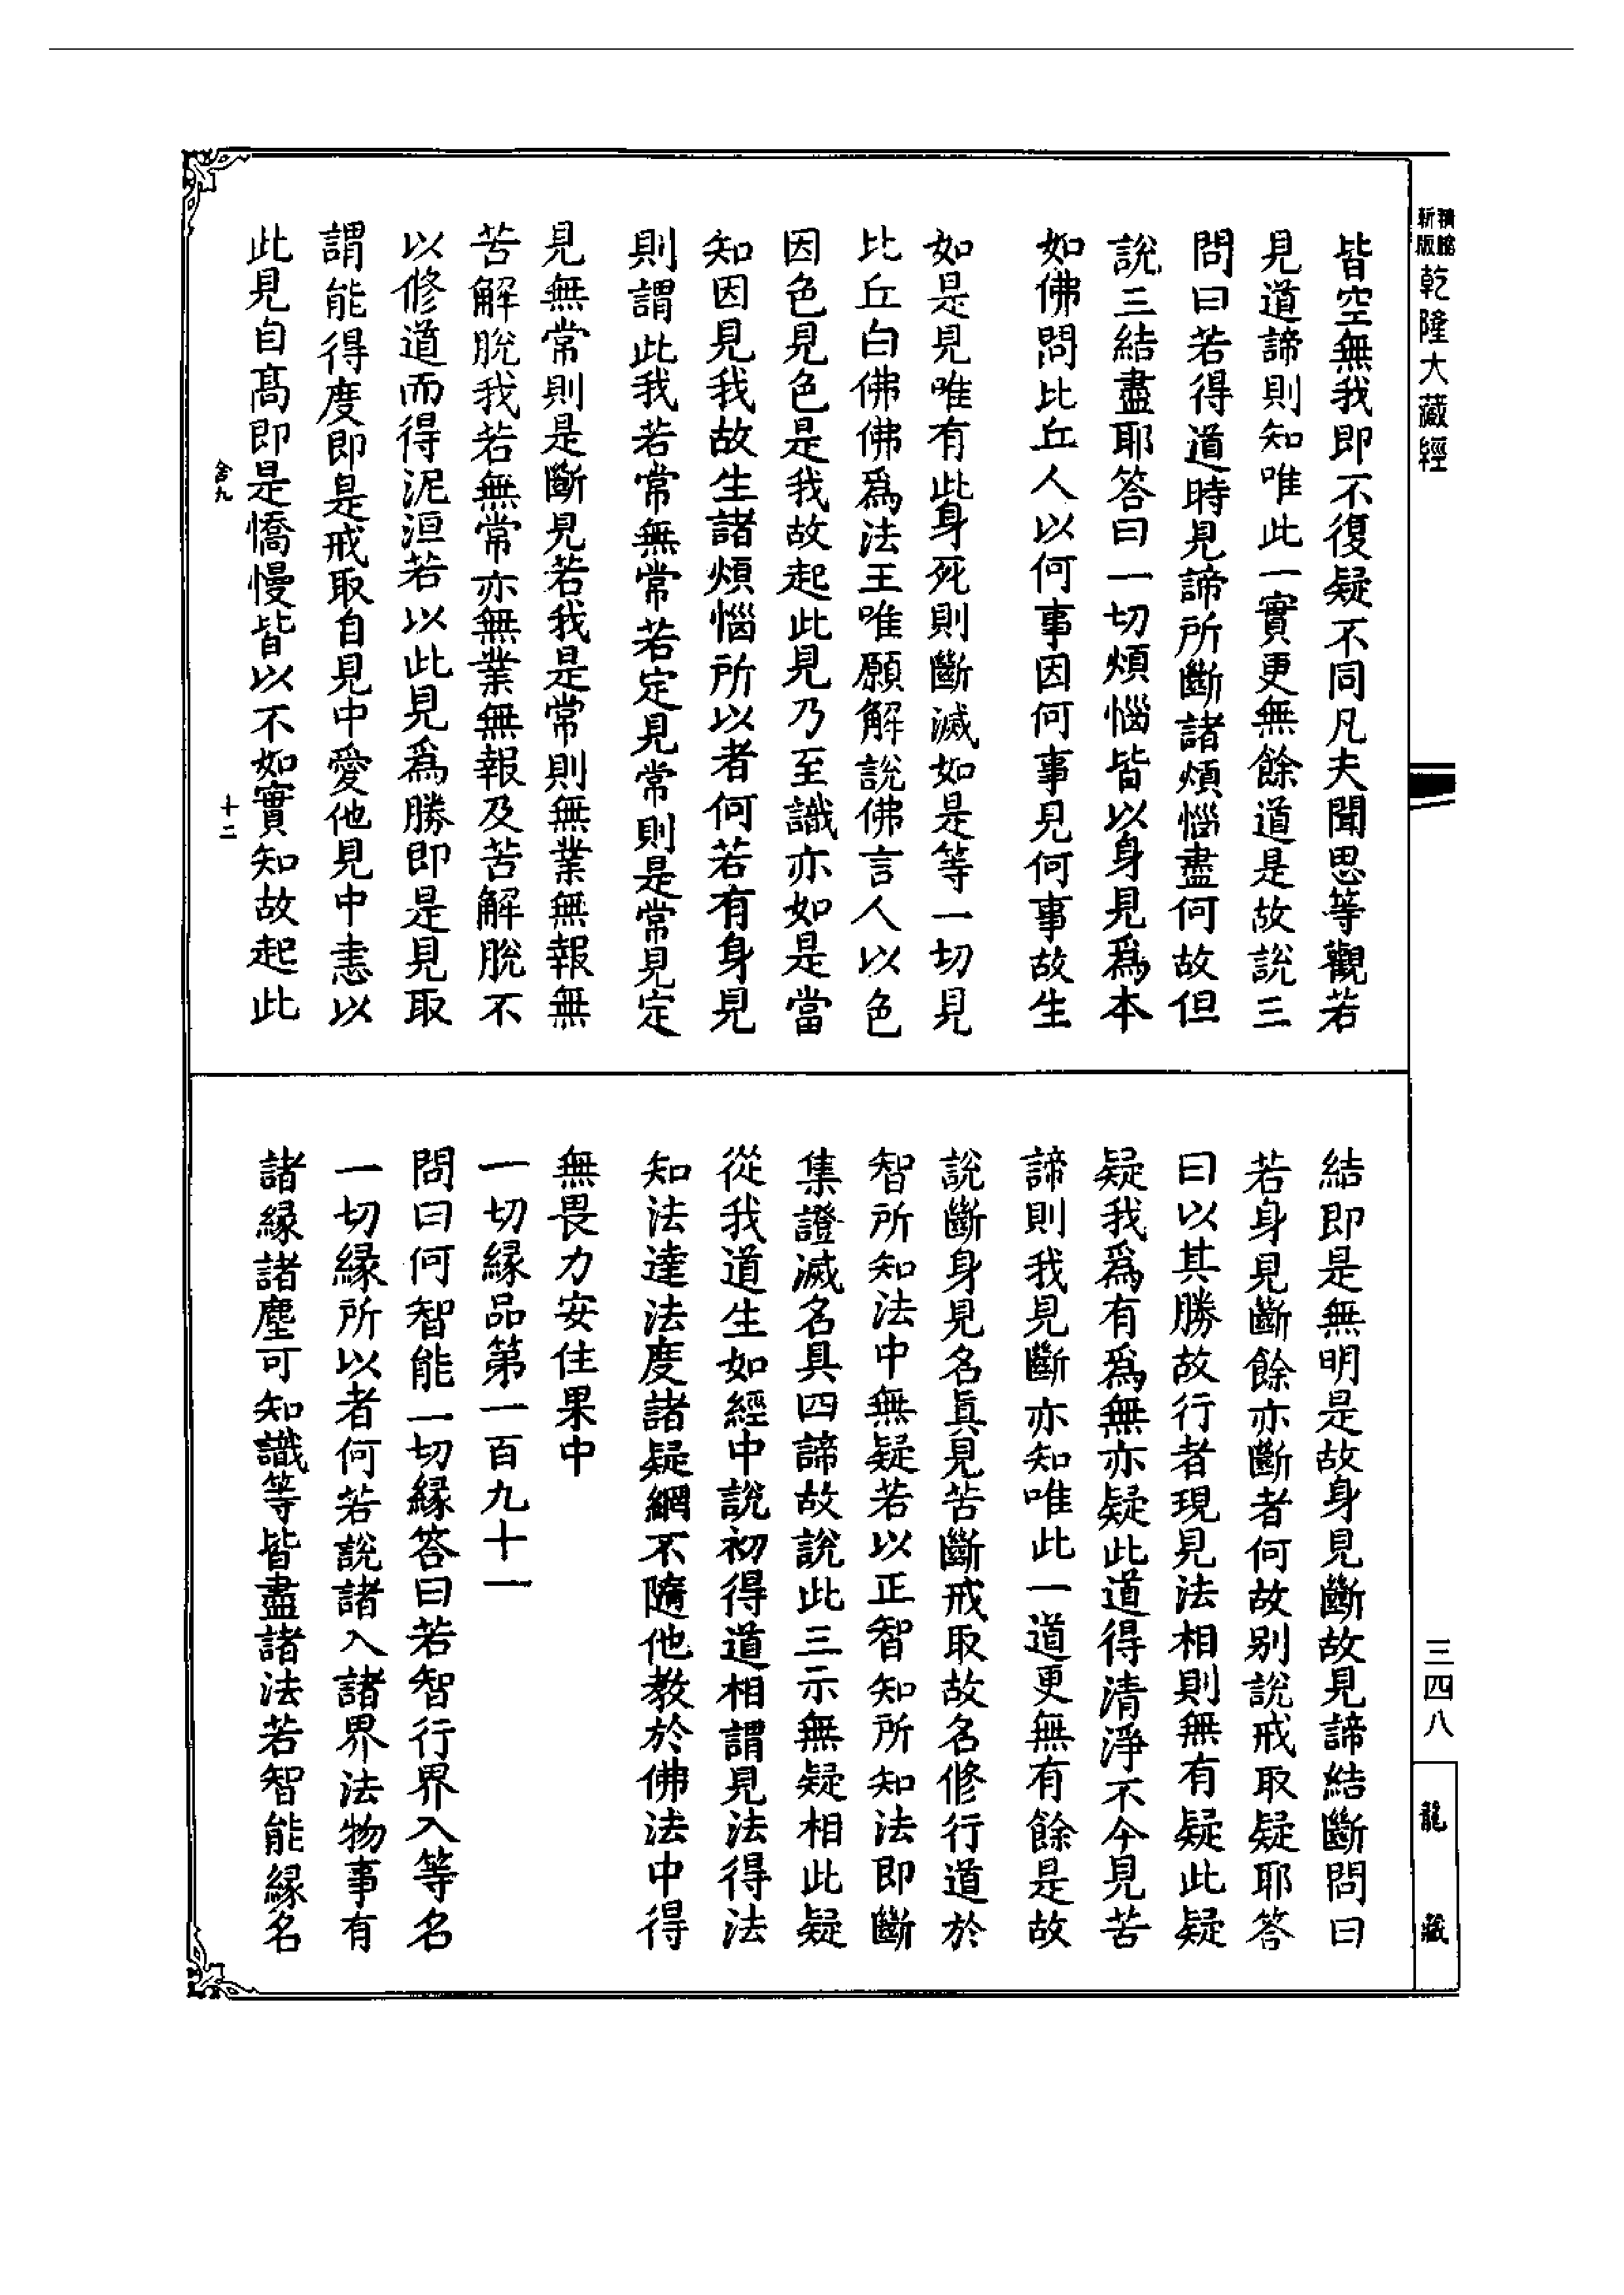 新版
精縮
乾隆大藏經
皆空無我即不復疑不同凡夫聞思等觀若
見道諦則知唯此一實更無餘道是故說三
問曰若得道時見諦所斷諸煩惱盡何故但
說三結盡耶答曰一切煩惱皆以身見爲本
如佛問比丘人以何事因何事見何事故生
如是見唯有此身死則斷滅如是等一切見
比丘白佛佛爲法王唯願解說佛言人以色
因色見色是我故起此見乃至識亦如是當
知因見我故生諸煩惱所以者何若有身見
則謂此我若常無常若定見常則是常見定
見無常則是斷見若我是常則無業無報無
苦解脫我若無常亦無業無報及苦解脫不
以修道而得泥洹若以此見爲勝即是見取
謂能得度即是戒取自見中愛他見中恚以
此見自髙即是憍慢皆以不如實知故起此
舍九
十二
結即是無明是故身見斷故見諦結斷問曰
若身見斷餘亦斷者何故别說戒取疑耶答
曰以其勝故行者現見法相則無有疑此疑
疑我爲有爲無亦疑此道得清淨不今見苦
諦則我見斷亦知唯此一道更無有餘是故
說斷身見名眞見苦斷戒取故名修行道於
智所知法中無疑若以正智知所知法即斷
集證滅名具四諦故說此三示無疑相此疑
從我道生如經中說初得道相謂見法得法
知法達法度諸疑網不隨他教於佛法中得
無畏力安住果中
一切緣品第一百九十一
問曰何智能一切緣答曰若智行界入等名
一切緣所以者何若說諸入諸界法物事有
諸緣諸塵可知識等皆盡諸法若智能緣名
三四八
龍藏